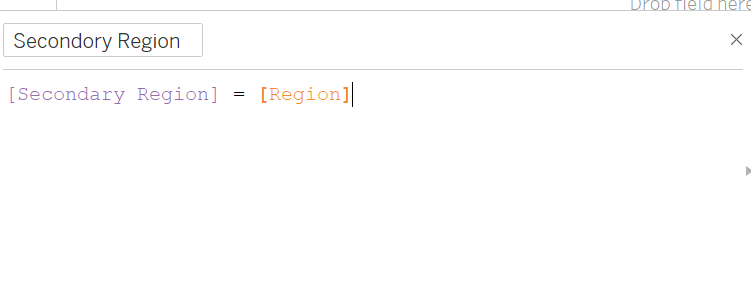 Drop field here
Secondory Region
[Secondary Region] = [Region]